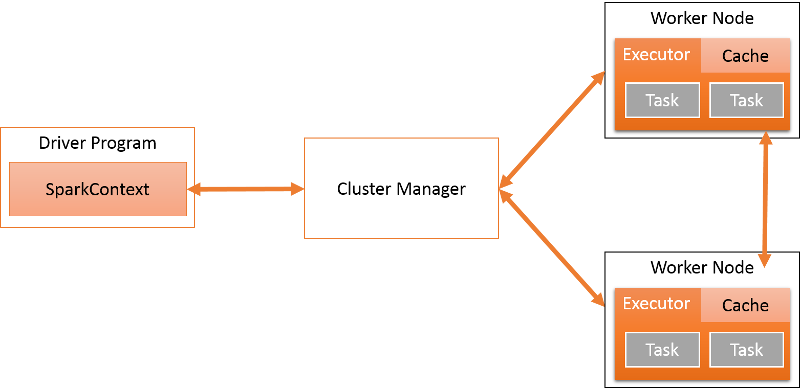 Driver Program
SparkContext
Cluster Manager
Worker Node
Executor
Cache
Task
Task
Worker Node
Executor
Cache
Task
Task